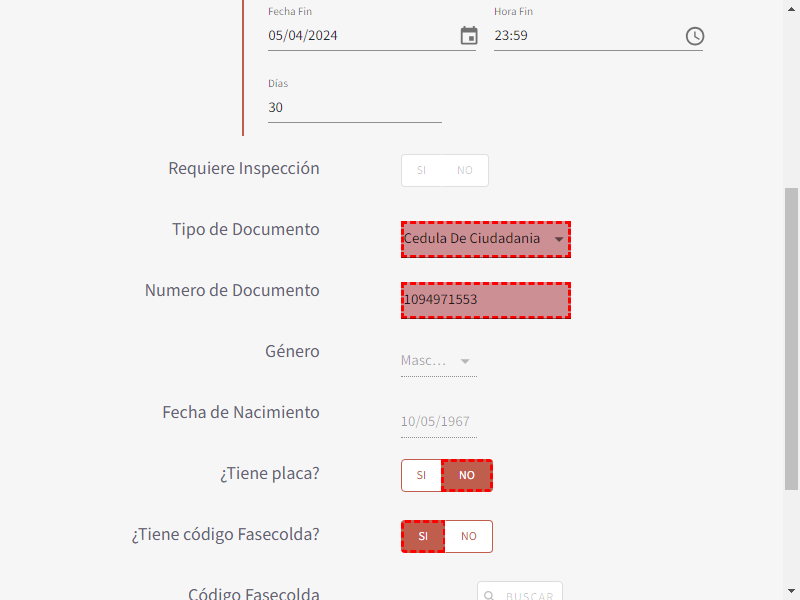 Fecha Fin
Hora Fin
05/04/2024
23:59
Días
30
Requiere Inspección
SI NO
Tipo de Documento
Cedula De Ciudadania
Numero de Documento
1094971553
Género
Masc...
Fecha de Nacimiento
10/05/1967
¿Tiene placa?
SI NO
¿Tiene código Fasecolda?
SI NO
Código Fasecolda
BUSCAR